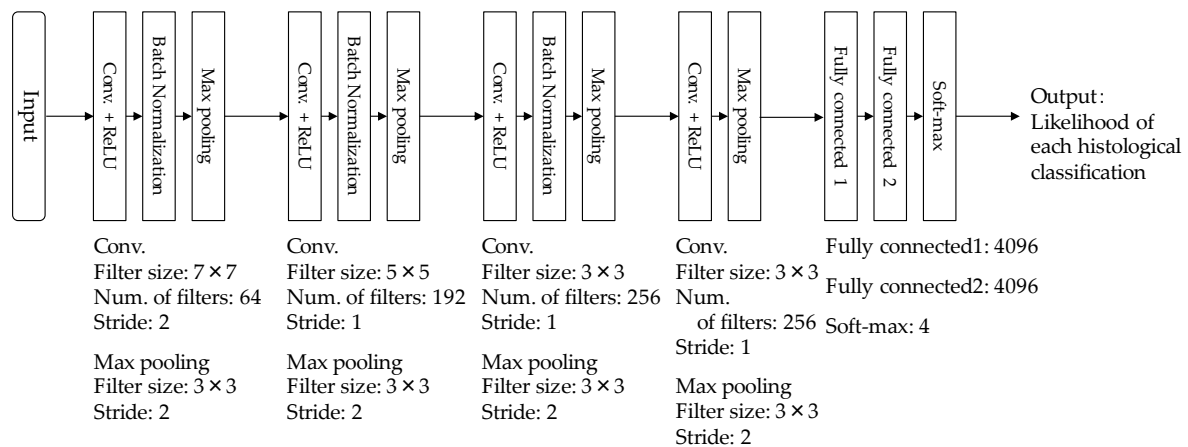 Input
Conv. + ReLU
Batch Normalization
Max pooling
Conv. + ReLU
Batch Normalization
Max pooling
Conv. + ReLU
Batch Normalization
Max pooling
Conv. + ReLU
Max pooling
Fully connected 1
Fully connected 2
Soft-max
Output:
Likelihood of
each histological
classification
Conv.
Filter size: 7×7
Num. of filters: 64
Stride: 2
Max pooling
Filter size: 3×3
Stride: 2
Conv.
Filter size: 5×5
Num. of filters: 192
Stride: 1
Max pooling
Filter size: 3×3
Stride: 2
Conv.
Filter size: 3×3
Num. of filters: 256
Stride: 1
Max pooling
Filter size: 3×3
Stride: 2
Conv.
Filter size: 3×3
Num.
of filters: 256
Stride: 1
Max pooling
Filter size: 3×3
Stride: 2
Fully connected1: 4096
Fully connected2: 4096
Soft-max: 4